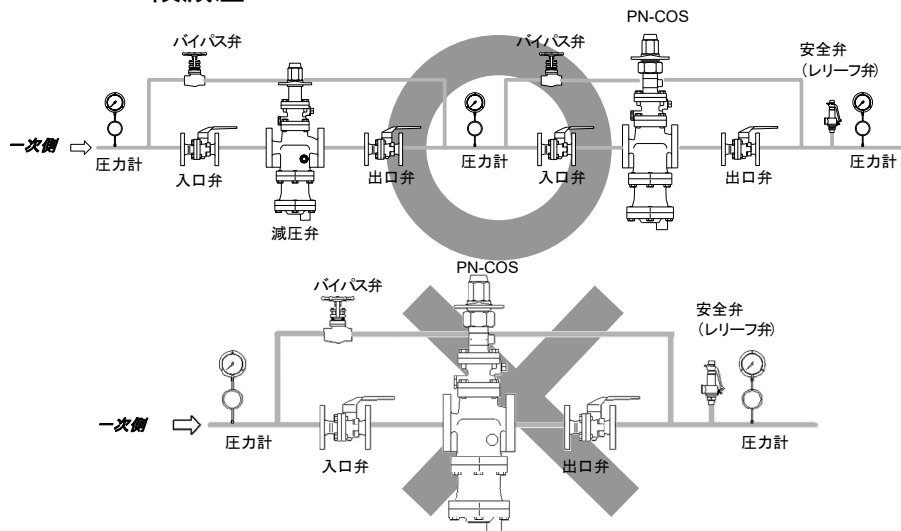 PN-COS
バイパス弁
バイパス弁
安全弁
（レリーフ弁）
一次側
圧力計
入口弁
出口弁
圧力計
入口弁
出口弁
圧力計
減圧弁
PN-COS
バイパス弁
安全弁
（レリーフ弁）
一次側
圧力計
入口弁
出口弁
圧力計